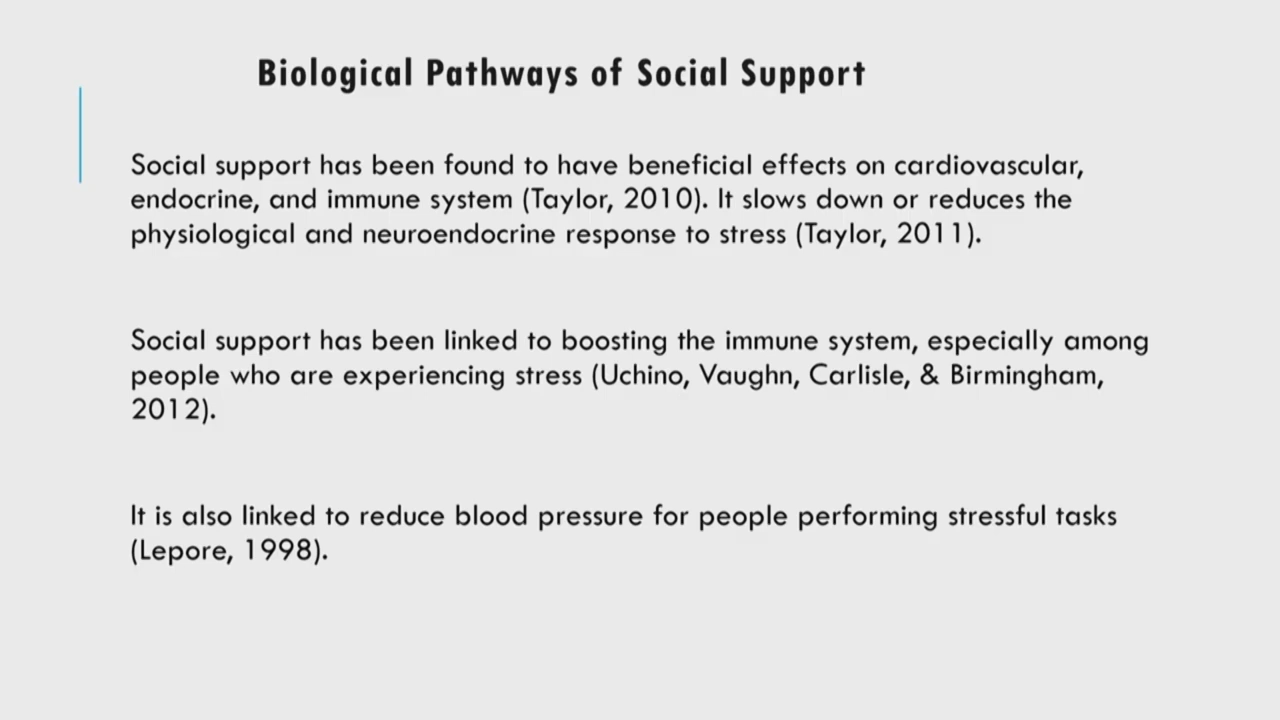 Biological Pathways of Social Support
Social support has been found to have beneficial effects on cardiovascular,
endocrine, and immune system (Taylor, 2010). It slows down or reduces the
physiological and neuroendocrine response to stress (Taylor, 2011).
Social support has been linked to boosting the immune system, especially among
people who are experiencing stress (Uchino, Vaughn, Carlisle, & Birmingham,
2012).
It is also linked to reduce blood pressure for people performing stressful tasks
(Lepore, 1998).